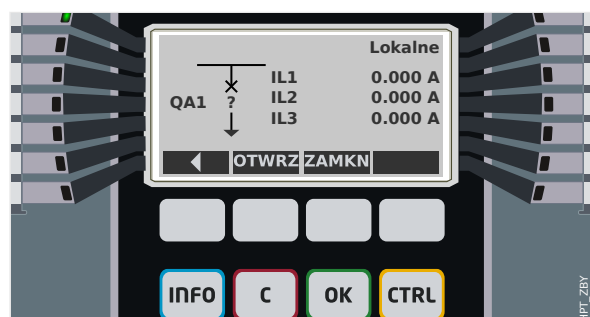 Lokalne
IL1 0.000 A
QA1 ? IL2 0.000 A
IL3 0.000 A
OTWRZ ZAMKN
INFO C OK CTRL
HPT_ZBY